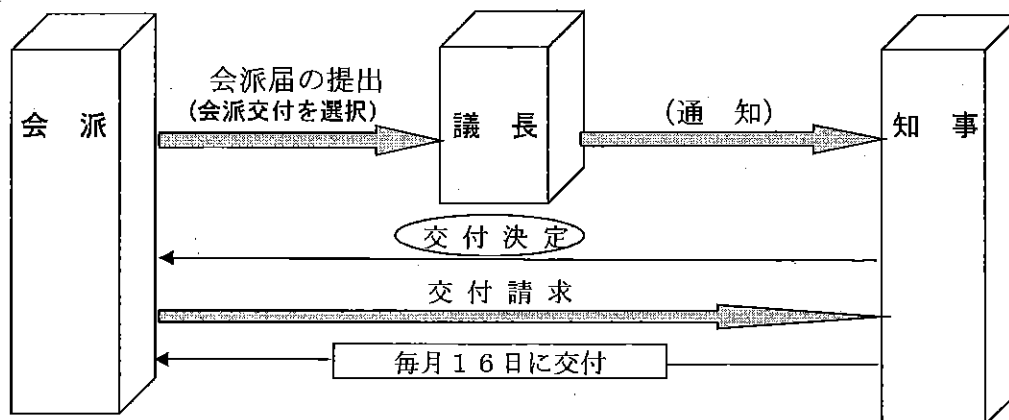 会派届の提出
(会派交付を選択)
会 派
議 長
(通 知)
知 事
交 付 決 定
交 付 請 求
毎月16日に交付